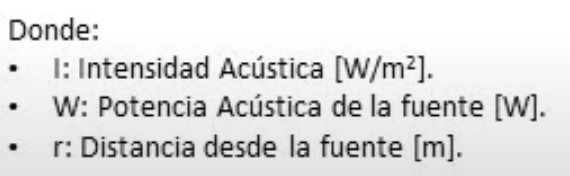 Donde:
• I: Intensidad Acústica [W/m²].
• W: Potencia Acústica de la fuente [W].
• r: Distancia desde la fuente [m].